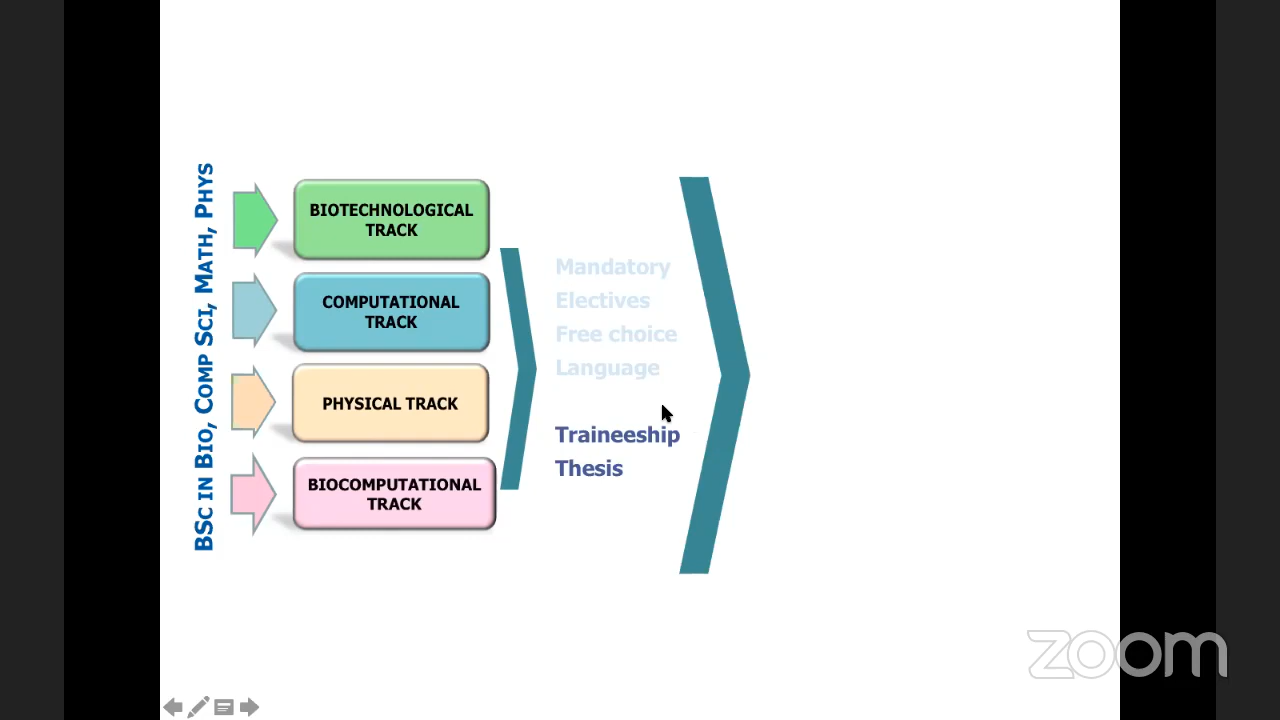 BSC IN BIO, COMP SCI, MATH, PHYS
BIOTECHNOLOGICAL
TRACK
COMPUTATIONAL
TRACK
PHYSICAL TRACK
BIOCOMPUTATIONAL
TRACK
Mandatory
Electives
Free choice
Language
Traineeship
Thesis
zoom